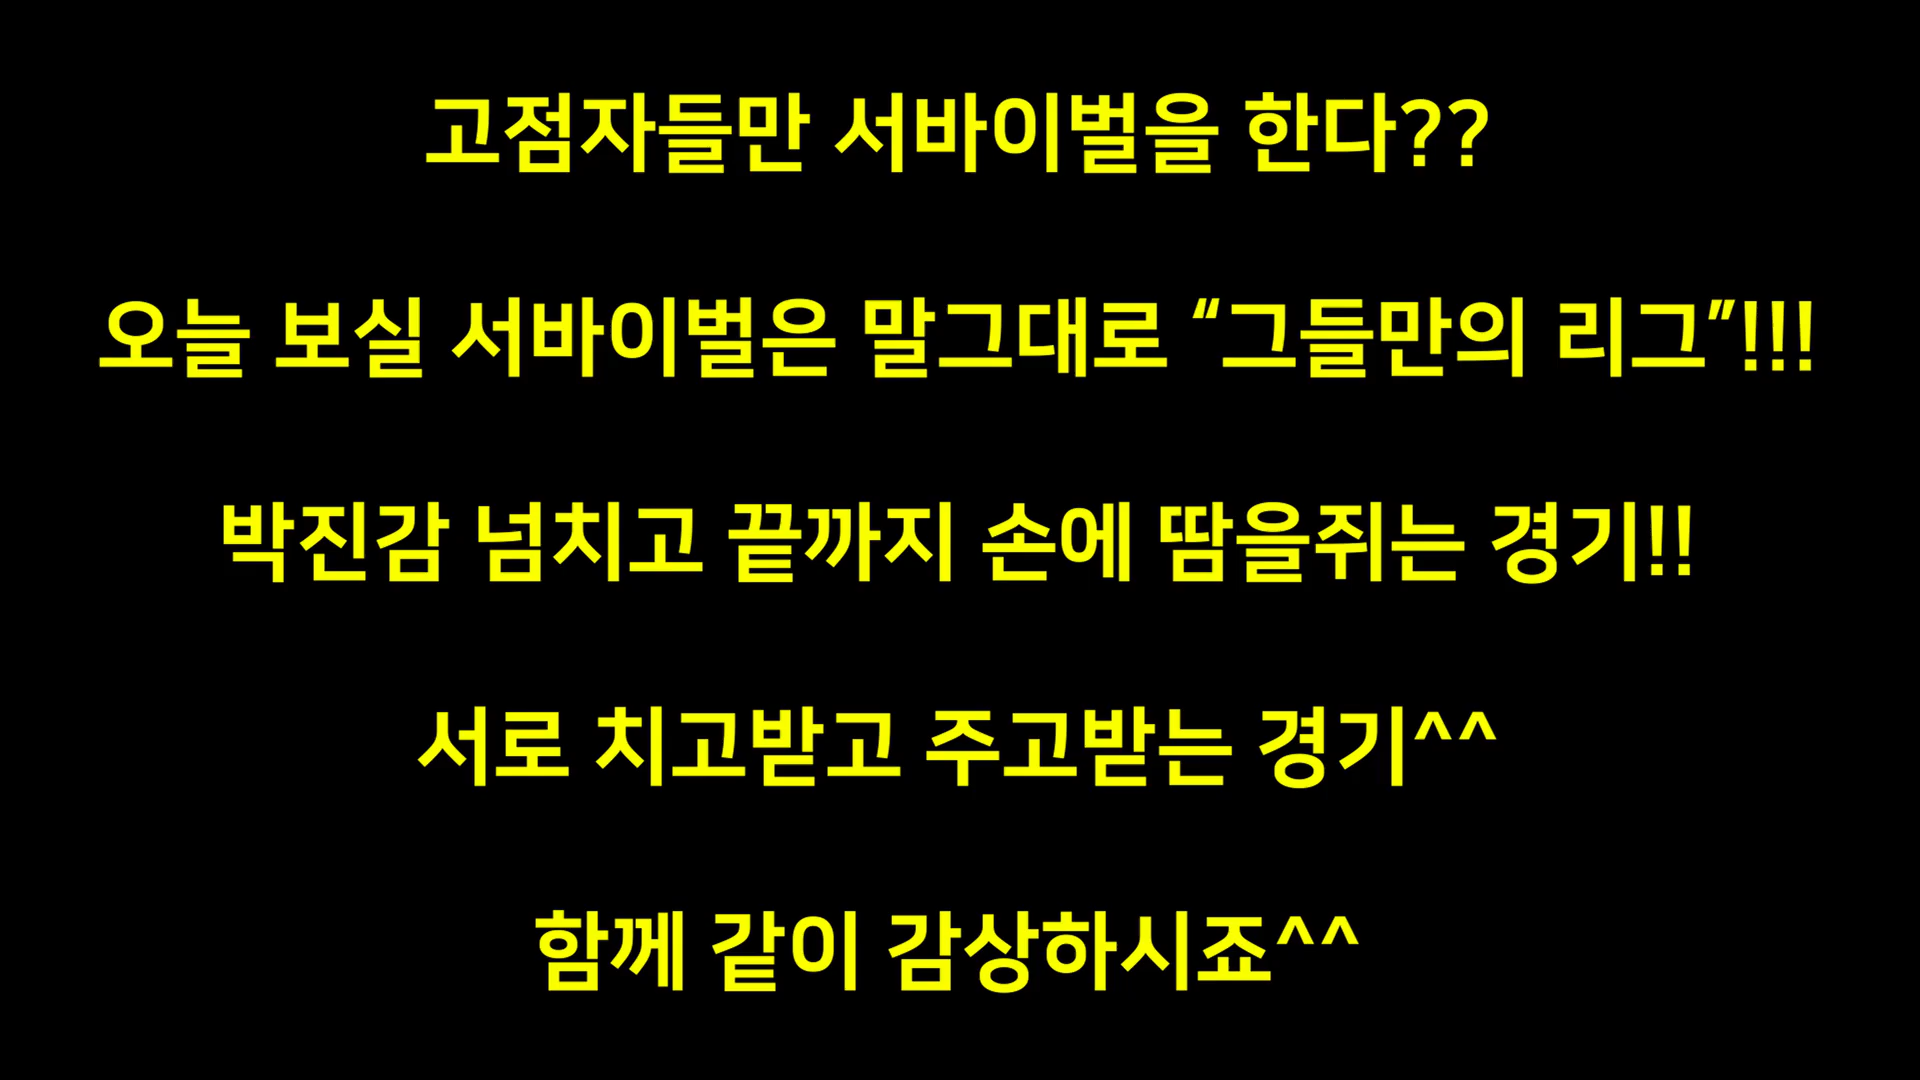 고점자들만 서바이벌을 한다??
오늘 보실 서바이벌은 말그대로 “그들만의 리그”!!!
박진감 넘치고 끝까지 손에 땀을쥐는 경기!!
서로 치고받고 주고받는 경기^^
함께 같이 감상하시죠^^